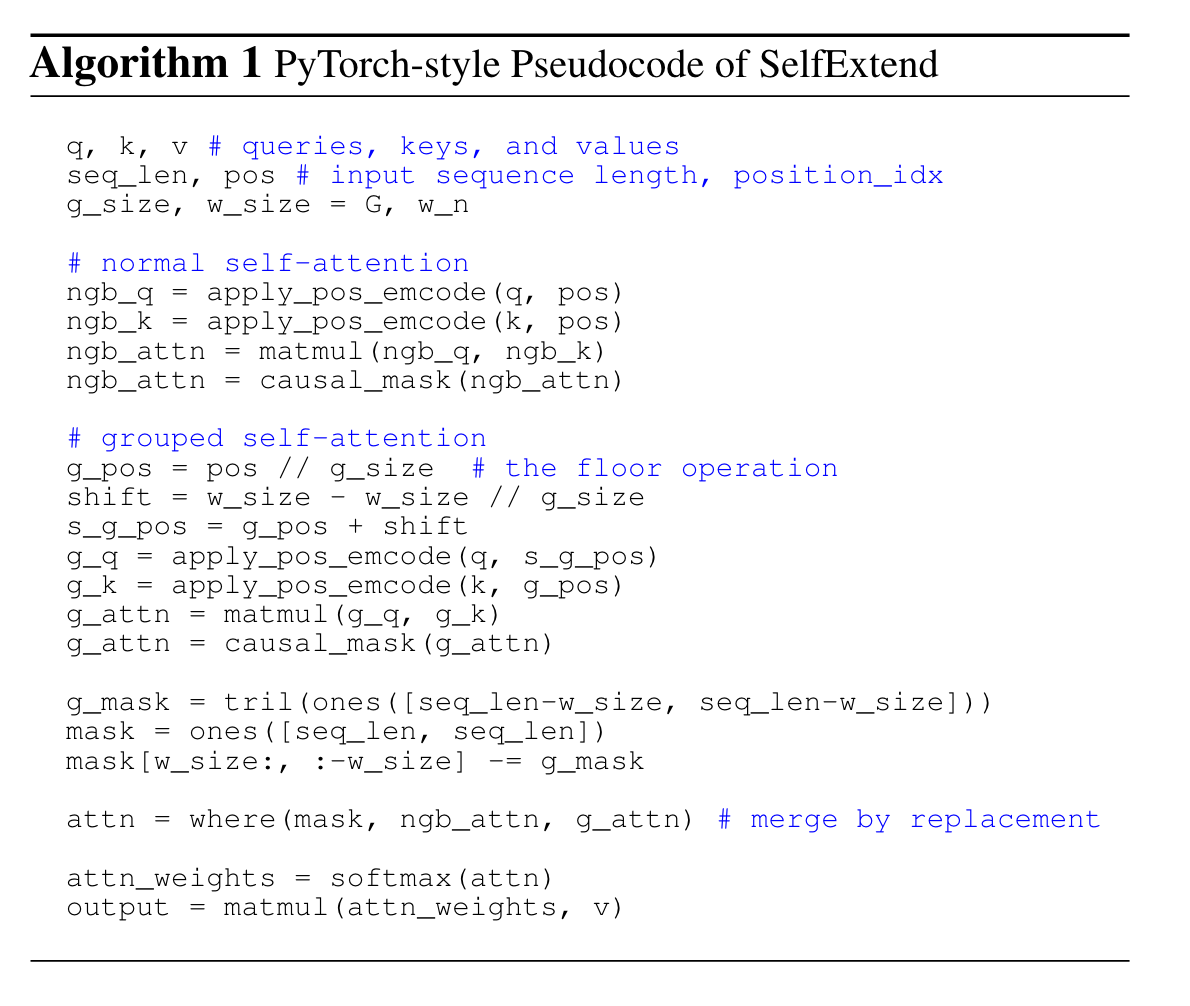 Algorithm 1 PyTorch-style Pseudocode of SelfExtend
q, k, v # queries, keys, and values
seq_len, pos # input sequence length, position_idx
g_size, w_size = G, w_n
# normal self-attention
ngb_q = apply_pos_emcode(q, pos)
ngb_k = apply_pos_emcode(k, pos)
ngb_attn = matmul(ngb_q, ngb_k)
ngb_attn = causal_mask(ngb_attn)
# grouped self-attention
g_pos = pos // g_size # the floor operation
shift = w_size - w_size // g_size
s_g_pos = g_pos + shift
g_q = apply_pos_emcode(q, s_g_pos)
g_k = apply_pos_emcode(k, g_pos)
g_attn = matmul(g_q, g_k)
g_attn = causal_mask(g_attn)
g_mask = tril(ones([seq_len-w_size, seq_len-w_size]))
mask = ones([seq_len, seq_len])
mask[w_size:, :-w_size] -= g_mask
attn = where(mask, ngb_attn, g_attn) # merge by replacement
attn_weights = softmax(attn)
output = matmul(attn_weights, v)